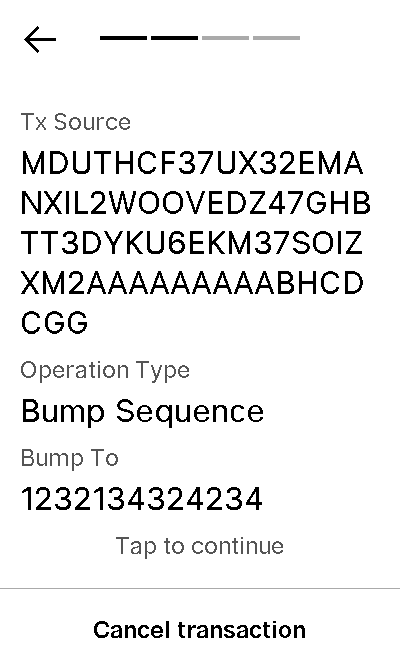 Tx Source
MDUTHCF37UX32EMA
NXIL2WOOVEDZ47GHB
TT3DYKU6EKM37SOIZ
XM2AAAAAAAAABHCD
CGG
Operation Type
Bump Sequence
Bump To
1232134324234
Tap to continue
Cancel transaction